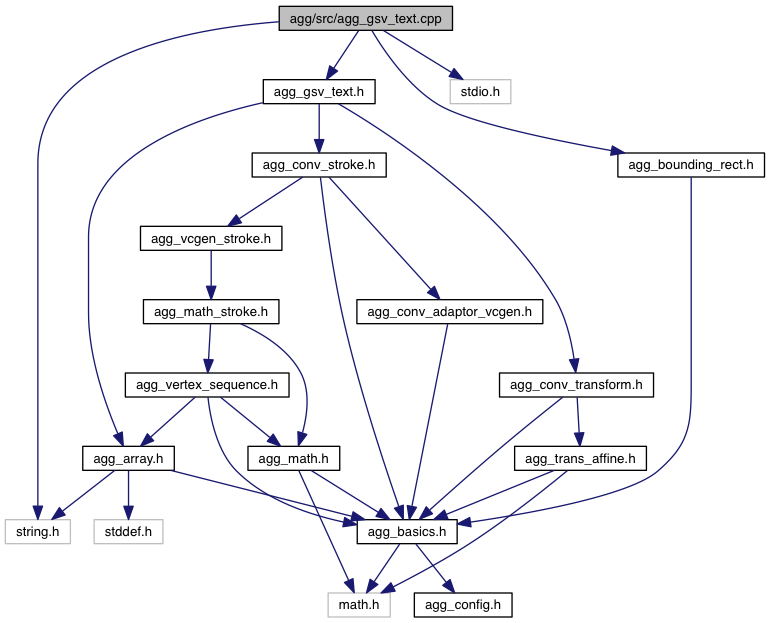 agg/src/agg_gsv_text.cpp
agg_gsv_text.h
stdio.h
agg_conv_stroke.h
agg_bounding_rect.h
agg_vcgen_stroke.h
agg_math_stroke.h
agg_conv_adaptor_vcgen.h
agg_vertex_sequence.h
agg_conv_transform.h
agg_array.h
agg_math.h
agg_trans_affine.h
string.h
stddef.h
agg_basics.h
math.h
agg_config.h